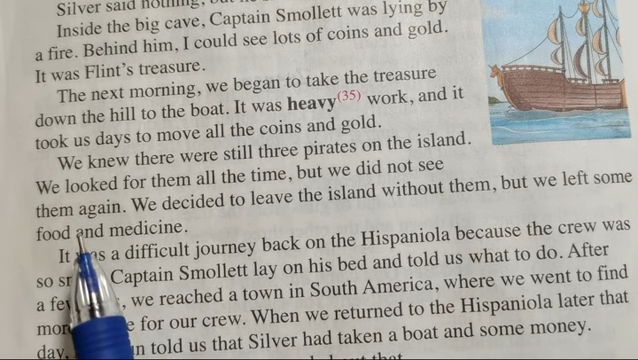 Silver said nothing, but
Inside the big cave, Captain Smollett was lying by
a fire. Behind him, I could see lots of coins and gold.
It was Flint's treasure.
The next morning, we began to take the treasure
down the hill to the boat. It was heavy(35) work, and it
took us days to move all the coins and gold.
We knew there were still three pirates on the island.
We looked for them all the time, but we did not see
them again. We decided to leave the island without them, but we left some
food and medicine.
It was a difficult journey back on the Hispaniola because the crew was
so Captain Smollett lay on his bed and told us what to do. After
a few we reached a town in South America, where we went to find
for our crew. When we returned to the Hispaniola later that
day, told us that Silver had taken a boat and some money.
that